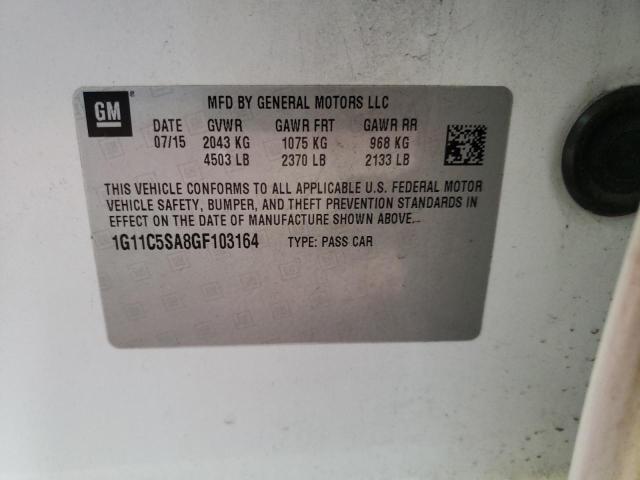 GM
MFD BY GENERAL MOTORS LLC
DATE GVWR GAWR FRT GAWR RR
07/15 2043 KG 1075 KG 968 KG
4503 LB 2370 LB 2133 LB
THIS VEHICLE CONFORMS TO ALL APPLICABLE U.S. FEDERAL MOTOR
VEHICLE SAFETY, BUMPER, AND THEFT PREVENTION STANDARDS IN
EFFECT ON THE DATE OF MANUFACTURE SHOWN ABOVE.
1G11C5SA8GF103164 TYPE: PASS CAR